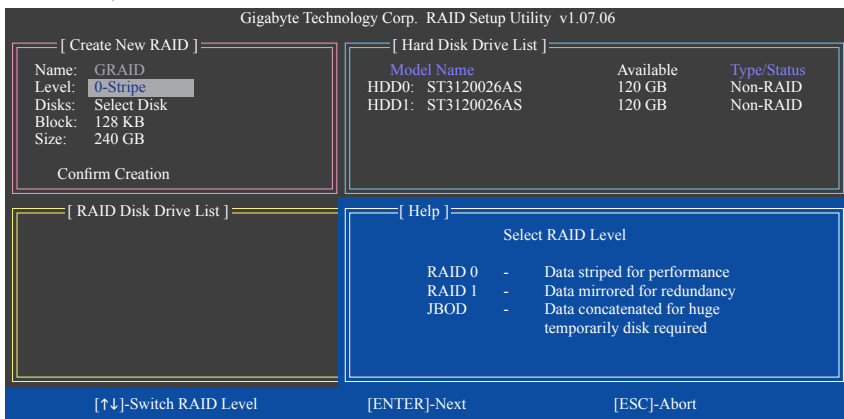 Gigabyte Technology Corp. RAID Setup Utility v1.07.06
[ Create New RAID ]
Name: GRAID
Level: 0-Stripe
Disks: Select Disk
Block: 128 KB
Size: 240 GB
Confirm Creation
[ Hard Disk Drive List ]
Model Name Available Type/Status
HDD0: ST3120026AS 120 GB Non-RAID
HDD1: ST3120026AS 120 GB Non-RAID
[ RAID Disk Drive List ]
[ Help ]
Select RAID Level
RAID 0 - Data striped for performance
RAID 1 - Data mirrored for redundancy
JBOD - Data concatenated for huge
temporarily disk required
[↑↓]-Switch RAID Level [ENTER]-Next [ESC]-Abort